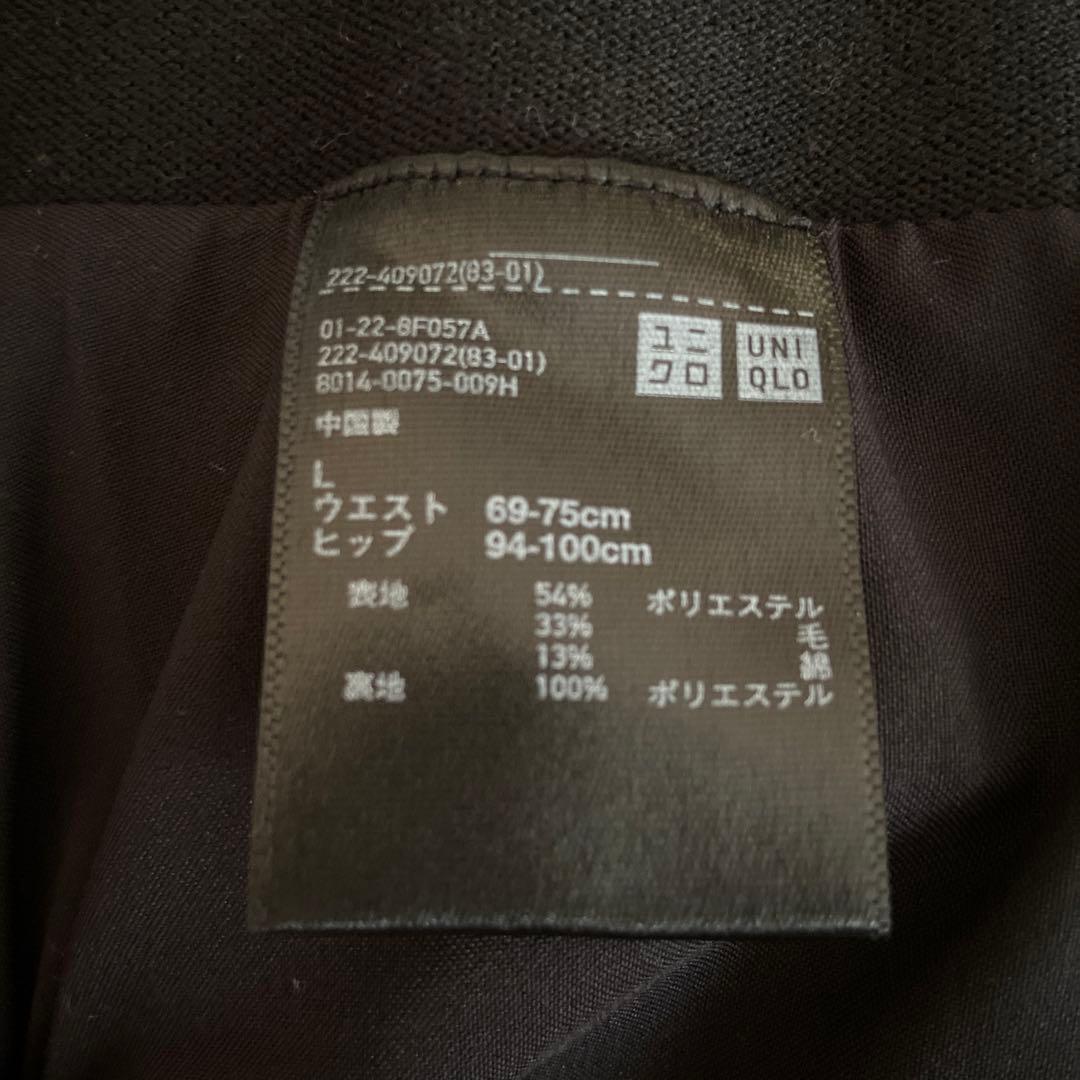 222-409072(83-01)
01-22-8F057A
222-409072(83-01)
8014-0075-009H
ユニ
クロ
UNI
QLO
中国製
L
ウエスト 69-75cm
ヒップ 94-100cm
表地 54% ポリエステル
33% 毛
13% 綿
裏地 100% ポリエステル